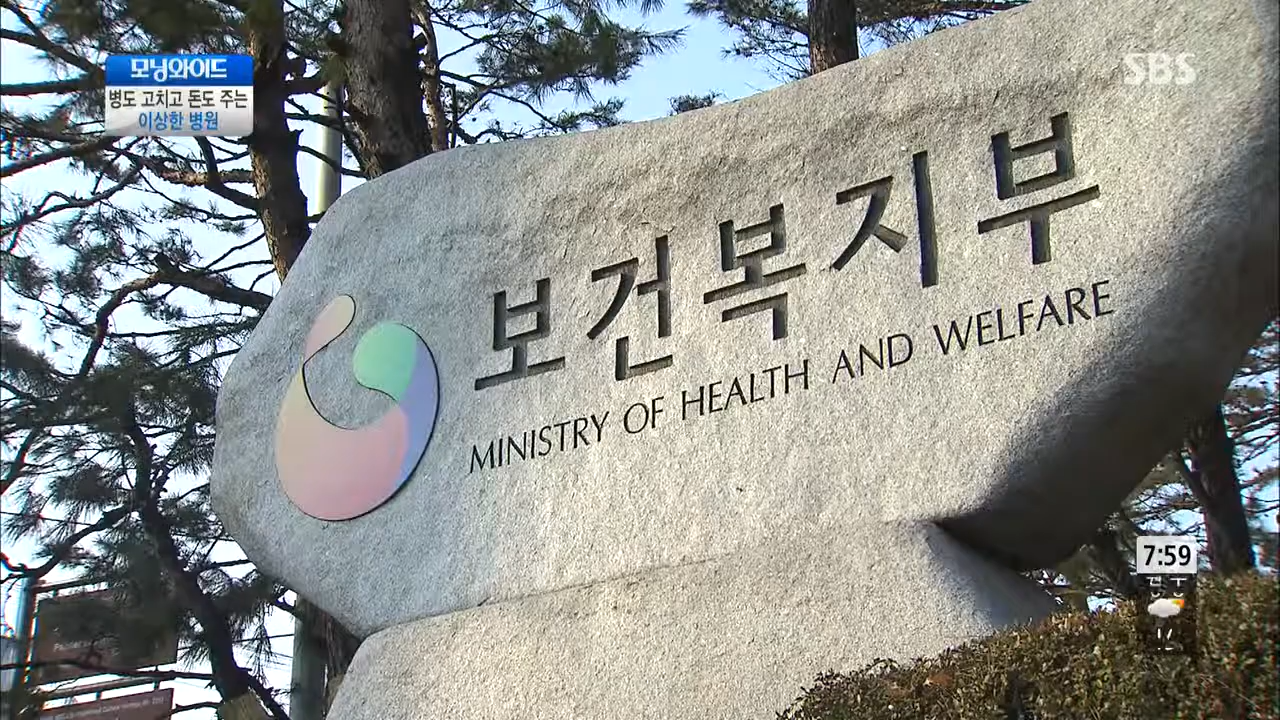 모닝와이드
병도 고치고 돈도 주는
이상한 병원
SBS
보건복지부
MINISTRY OF HEALTH AND WELFARE
7:59